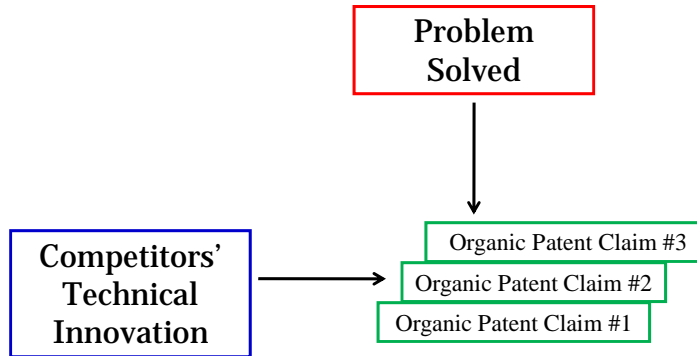 Problem
Solved
Organic Patent Claim #3
Competitors’
Technical
Innovation
Organic Patent Claim #2
Organic Patent Claim #1